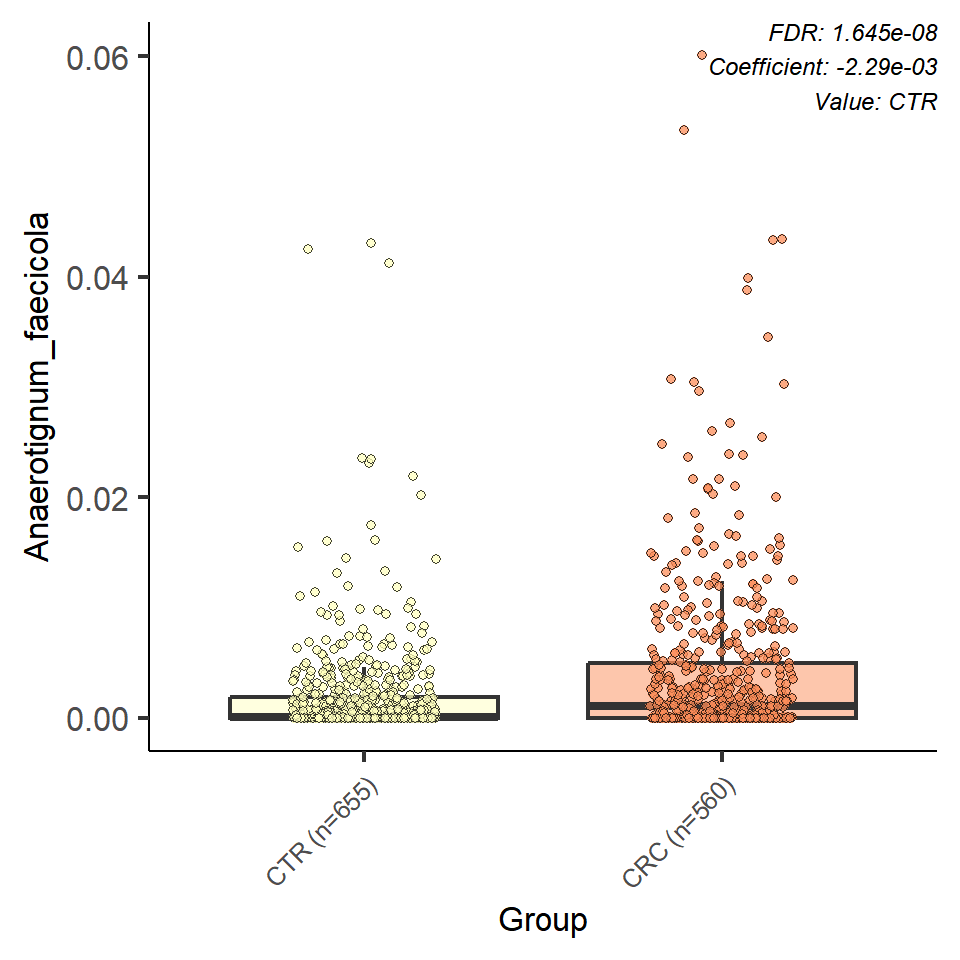 FDR: 1.645e-08
Coefficient: -2.29e-03
Value: CTR
0.06
0.04
0.02
0.00
Anaerotignum_faecicola
CTR (n=655)
CRC (n=560)
Group